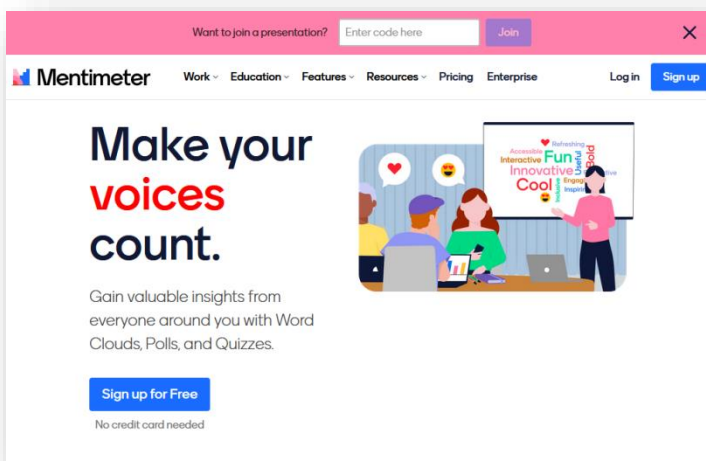 Want to join a presentation? Enter code here Join
Mentimeter Work Education Features Resources Pricing Enterprise Log in Sign up
Make your
voices
count.
Gain valuable insights from
everyone around you with Word
Clouds, Polls, and Quizzes.
Sign up for Free
No credit card needed
Refreshing
Accessible
Interactive Fun Useful Bold
Innovative
Cool Inclusive